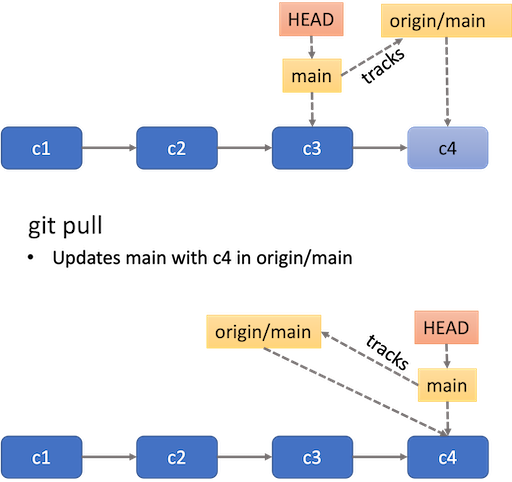 HEAD
origin/main
main
tracks
c1
c2
c3
c4
git pull
• Updates main with c4 in origin/main
origin/main
HEAD
tracks
main
c1
c2
c3
c4